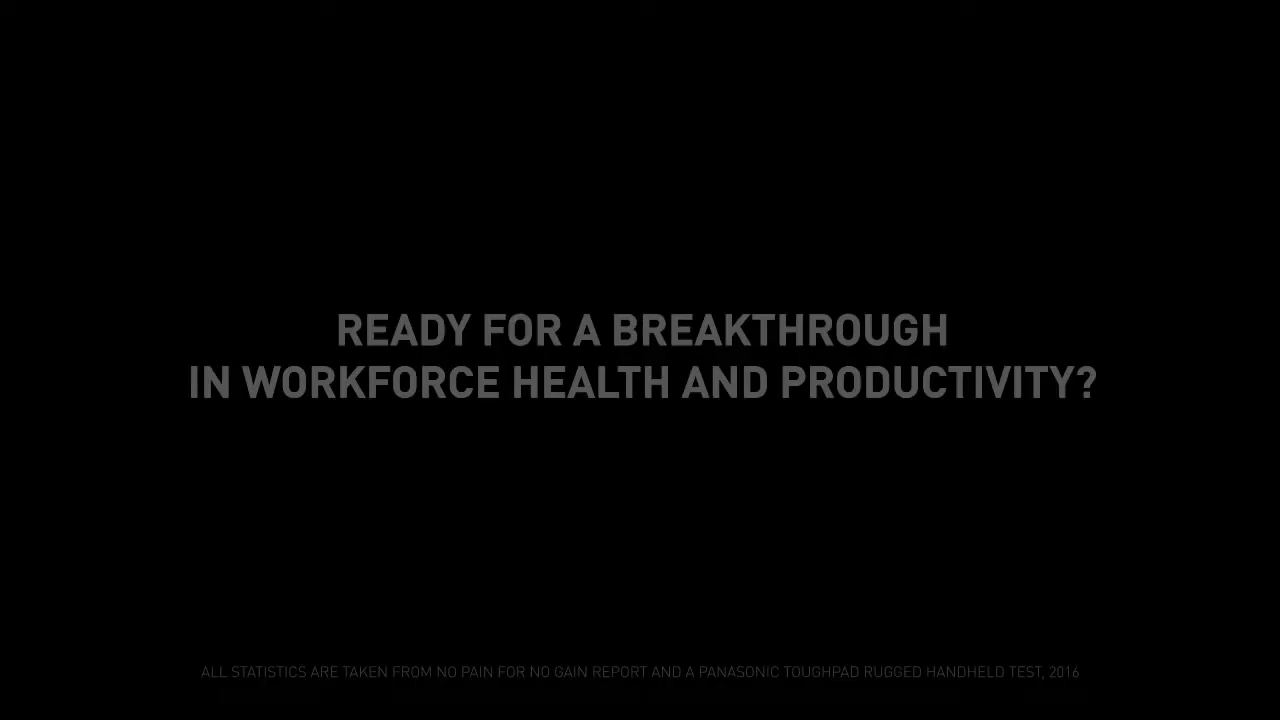 READY FOR A BREAKTHROUGH
IN WORKFORCE HEALTH AND PRODUCTIVITY?
ALL STATISTICS ARE TAKEN FROM NO PAIN FOR NO GAIN REPORT AND A PANASONIC TOUGHPAD RUGGED HANDHELD TEST, 2016